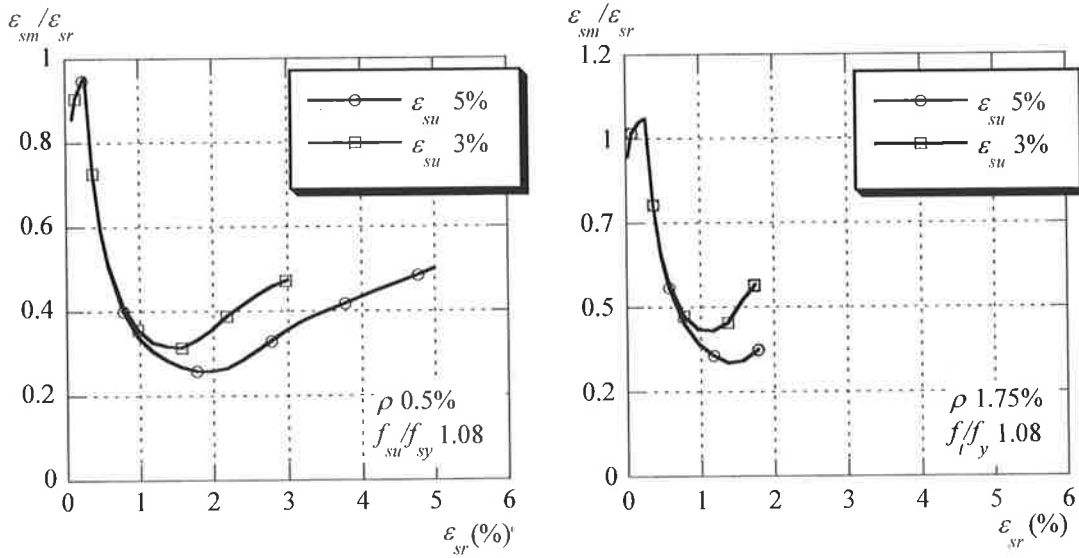 ε_sm/ε_sr
1
0.8
0.6
0.4
0.2
0
0 1 2 3 4 5 6
ε_sr (%)
ε_su 5%
ε_su 3%
ρ 0.5%
f_su/f_sy 1.08
ε_sm/ε_sr
1.2
1
0.7
0.5
0.2
0
0 1 2 3 4 5 6
ε_sr (%)
ε_su 5%
ε_su 3%
ρ 1.75%
f_t/f_y 1.08